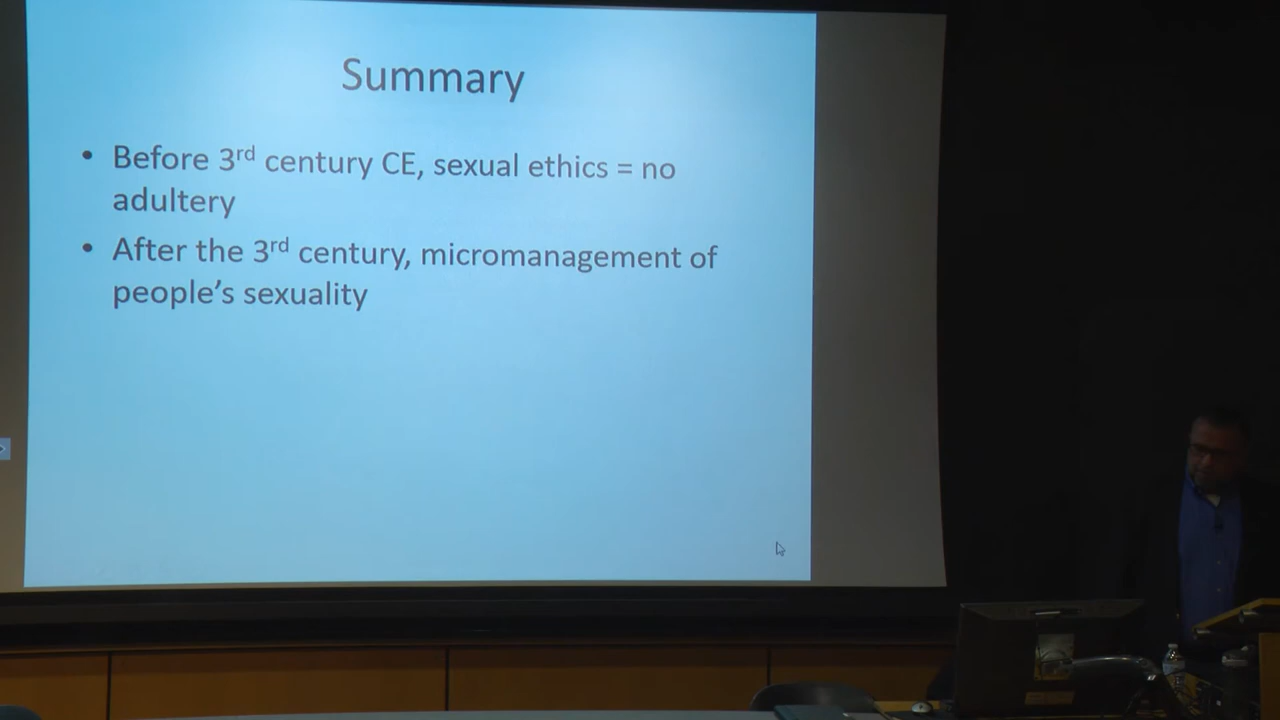 Summary
• Before 3rd century CE, sexual ethics = no
adultery
• After the 3rd century, micromanagement of
people's sexuality